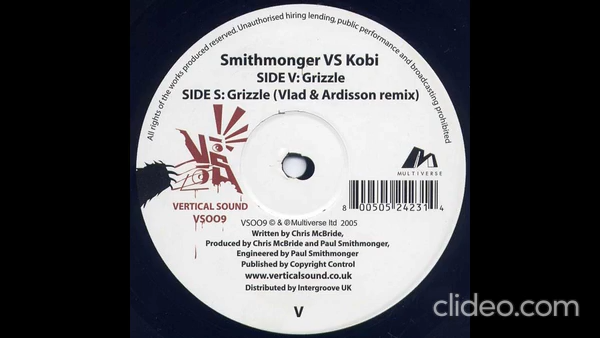 All rights of the works produced reserved. Unauthorised hiring lending, public performance and broadcasting prohibited
Smithmonger VS Kobi
SIDE V: Grizzle
SIDE S: Grizzle (Vlad & Ardisson remix)
VS
VERTICAL SOUND
VS009
M
MULTIVERSE
8 00505 24231 4
VS009 © & ℗Multiverse ltd 2005
Written by Chris McBride,
Produced by Chris McBride and Paul Smithmonger,
Engineered by Paul Smithmonger
Published by Copyright Control
www.verticalsound.co.uk
Distributed by Intergroove UK
V
clideo.com